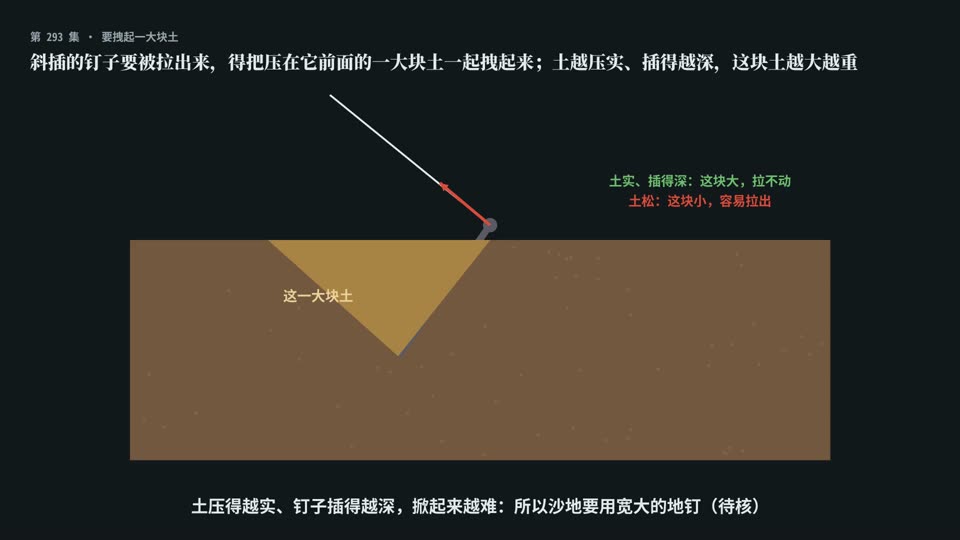 第 293 集 · 要拽起一大块土
斜插的钉子要被拉出来，得把压在它前面的一大块土一起拽起来；土越压实、插得越深，这块土越大越重
土实、插得深：这块大，拉不动
土松：这块小，容易拉出
这一大块土
土压得越实、钉子插得越深，掀起来越难：所以沙地要用宽大的地钉（待核）